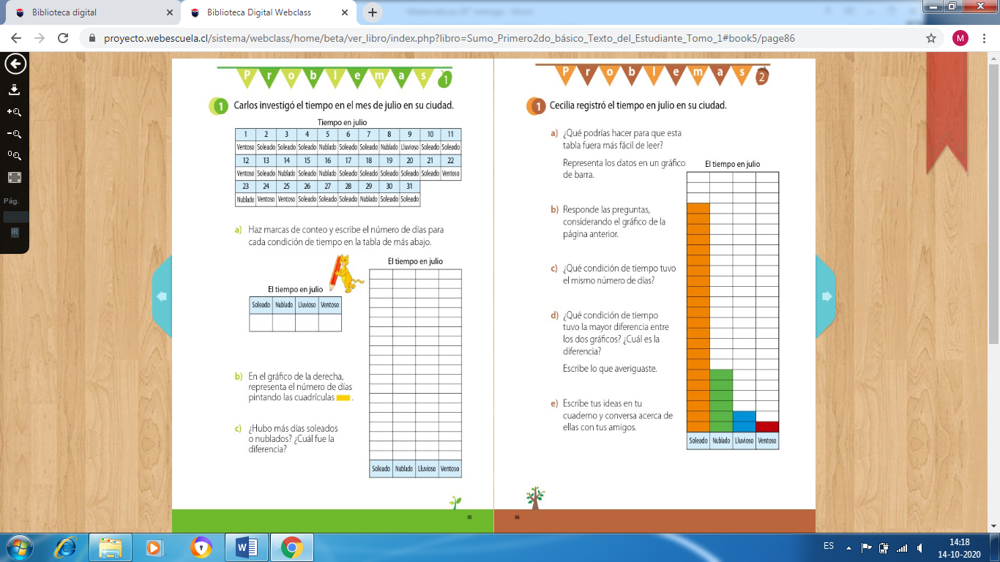 Biblioteca digital
Biblioteca Digital Webclass
proyecto.webescuela.cl/sistema/webclass/home/beta/ver_libro/index.php?libro=Sumo_Primero2do_básico_Texto_del_Estudiante_Tomo_1#book5/page86
M
Pág.
IR
Problemas 1
1 Carlos investigó el tiempo en el mes de julio en su ciudad.
Tiempo en julio
1 2 3 4 5 6 7 8 9 10 11
Ventoso Soleado Soleado Soleado Nublado Soleado Soleado Nublado Lluvioso Soleado Soleado
12 13 14 15 16 17 18 19 20 21 22
Ventoso Soleado Nublado Soleado Nublado Soleado Soleado Soleado Soleado Soleado Ventoso
23 24 25 26 27 28 29 30 31
Nublado Ventoso Ventoso Soleado Soleado Soleado Nublado Soleado Soleado
a) Haz marcas de conteo y escribe el número de días para
cada condición de tiempo en la tabla de más abajo.
El tiempo en julio
Soleado Nublado Lluvioso Ventoso
El tiempo en julio
b) En el gráfico de la derecha,
representa el número de días
pintando las cuadrículas .
c) ¿Hubo más días soleados
o nublados? ¿Cuál fue la
diferencia?
Soleado Nublado Lluvioso Ventoso
85
Problemas 2
1 Cecilia registró el tiempo en julio en su ciudad.
a) ¿Qué podrías hacer para que esta
tabla fuera más fácil de leer?
Representa los datos en un gráfico
de barra.
El tiempo en julio
b) Responde las preguntas,
considerando el gráfico de la
página anterior.
c) ¿Qué condición de tiempo tuvo
el mismo número de días?
d) ¿Qué condición de tiempo
tuvo la mayor diferencia entre
los dos gráficos? ¿Cuál es la
diferencia?
Escribe lo que averiguaste.
e) Escribe tus ideas en tu
cuaderno y conversa acerca de
ellas con tus amigos.
Soleado Nublado Lluvioso Ventoso
86
ES
14:18
14-10-2020